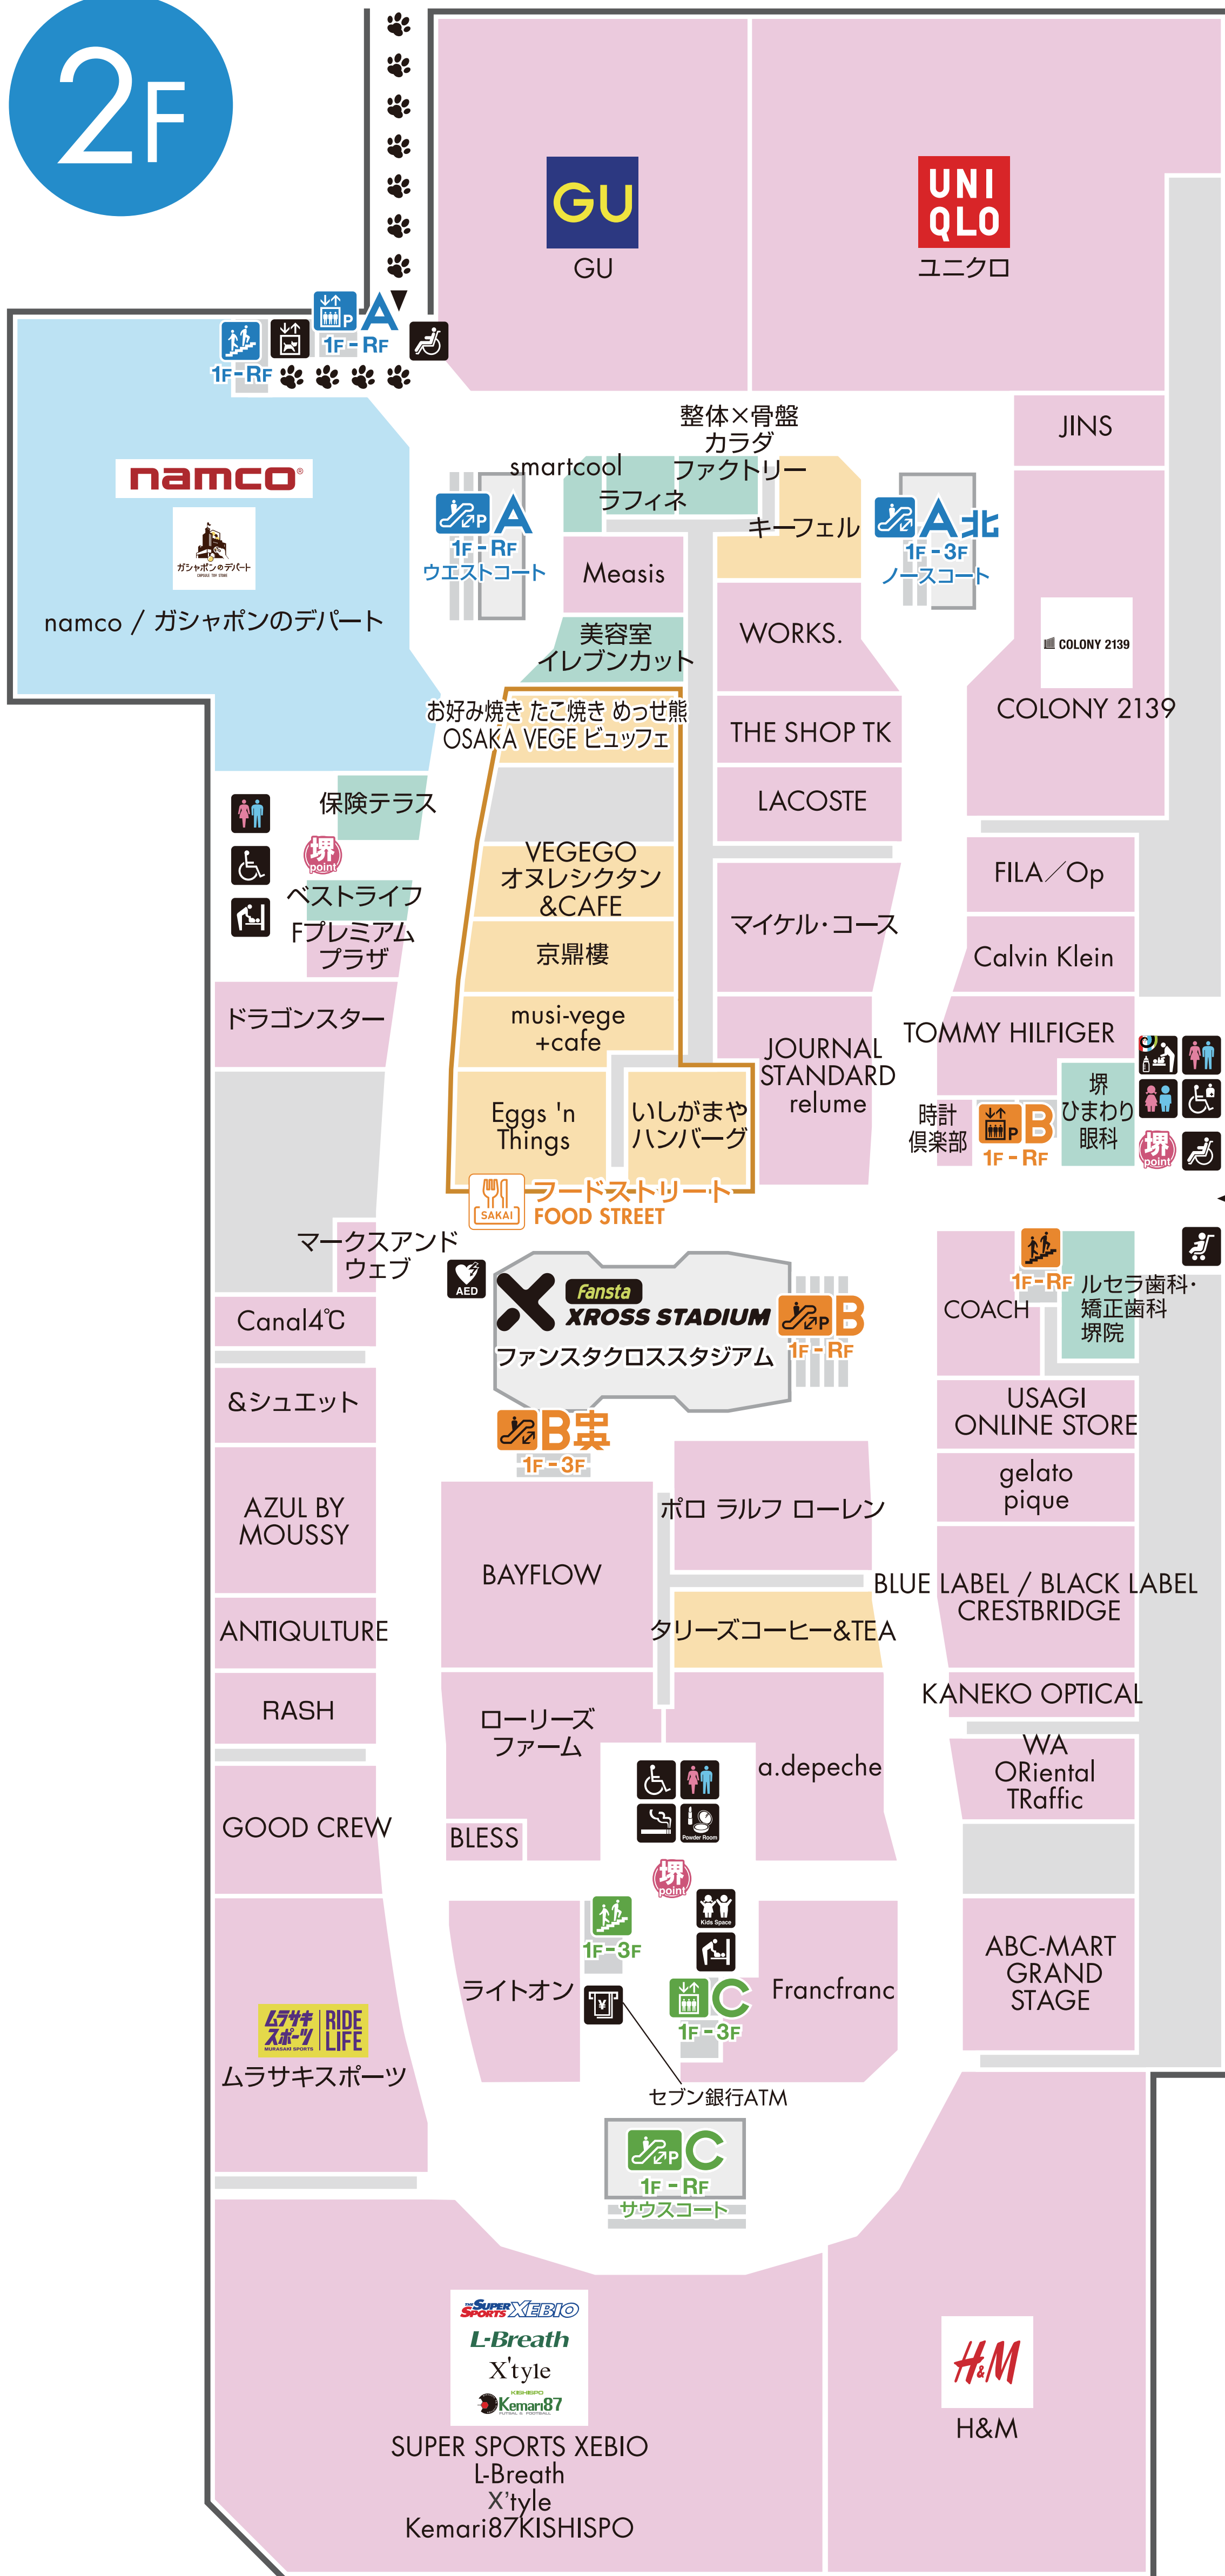 2F
GU
GU
UNI
QLO
ユニクロ
P A
1F-RF
1F-RF
namco
ガシャポンのデパート
CAPSULE TOY STORE
namco / ガシャポンのデパート
整体×骨盤
カラダ
ファクトリー
smartcool
ラフィネ
キーフェル
JINS
P A
1F-RF
ウエストコート
A北
1F-3F
ノースコート
Measis
美容室
イレブンカット
WORKS.
COLONY 2139
COLONY 2139
お好み焼き たこ焼き めっせ熊
OSAKA VEGE ビュッフェ
THE SHOP TK
LACOSTE
保険テラス
堺
point
ベストライフ
Fプレミアム
プラザ
VEGEGO
オヌレシクタン
&CAFE
京鼎樓
マイケル・コース
FILA／Op
Calvin Klein
ドラゴンスター
musi-vege
+cafe
JOURNAL
STANDARD
relume
TOMMY HILFIGER
堺
ひまわり
眼科
時計
倶楽部
P B
1F-RF
堺
point
Eggs 'n
Things
いしがまや
ハンバーグ
SAKAI
フードストリート
FOOD STREET
マークスアンド
ウェブ
AED
Fansta
XROSS STADIUM
ファンスタクロススタジアム
P B
1F-RF
1F-RF
COACH
ルセラ歯科・
矯正歯科
堺院
Canal4℃
&シュエット
B中央
1F-3F
USAGI
ONLINE STORE
gelato
pique
AZUL BY
MOUSSY
ポロ ラルフ ローレン
BAYFLOW
BLUE LABEL / BLACK LABEL
CRESTBRIDGE
ANTIQULTURE
タリーズコーヒー&TEA
RASH
KANEKO OPTICAL
ローリーズ
ファーム
a.depeche
WA
ORiental
TRaffic
GOOD CREW
BLESS
Powder Room
堺
point
Kids Space
1F-3F
ライトオン
C
1F-3F
Francfranc
ABC-MART
GRAND
STAGE
セブン銀行ATM
ムラサキ
スポーツ
MURASAKI SPORTS
RIDE
LIFE
ムラサキスポーツ
P C
1F-RF
サウスコート
THE SUPER SPORTS XEBIO
L-Breath
X'tyle
KISHISPO
Kemari87
FUTSAL & FOOTBALL
SUPER SPORTS XEBIO
L-Breath
X'tyle
Kemari87KISHISPO
H&M
H&M